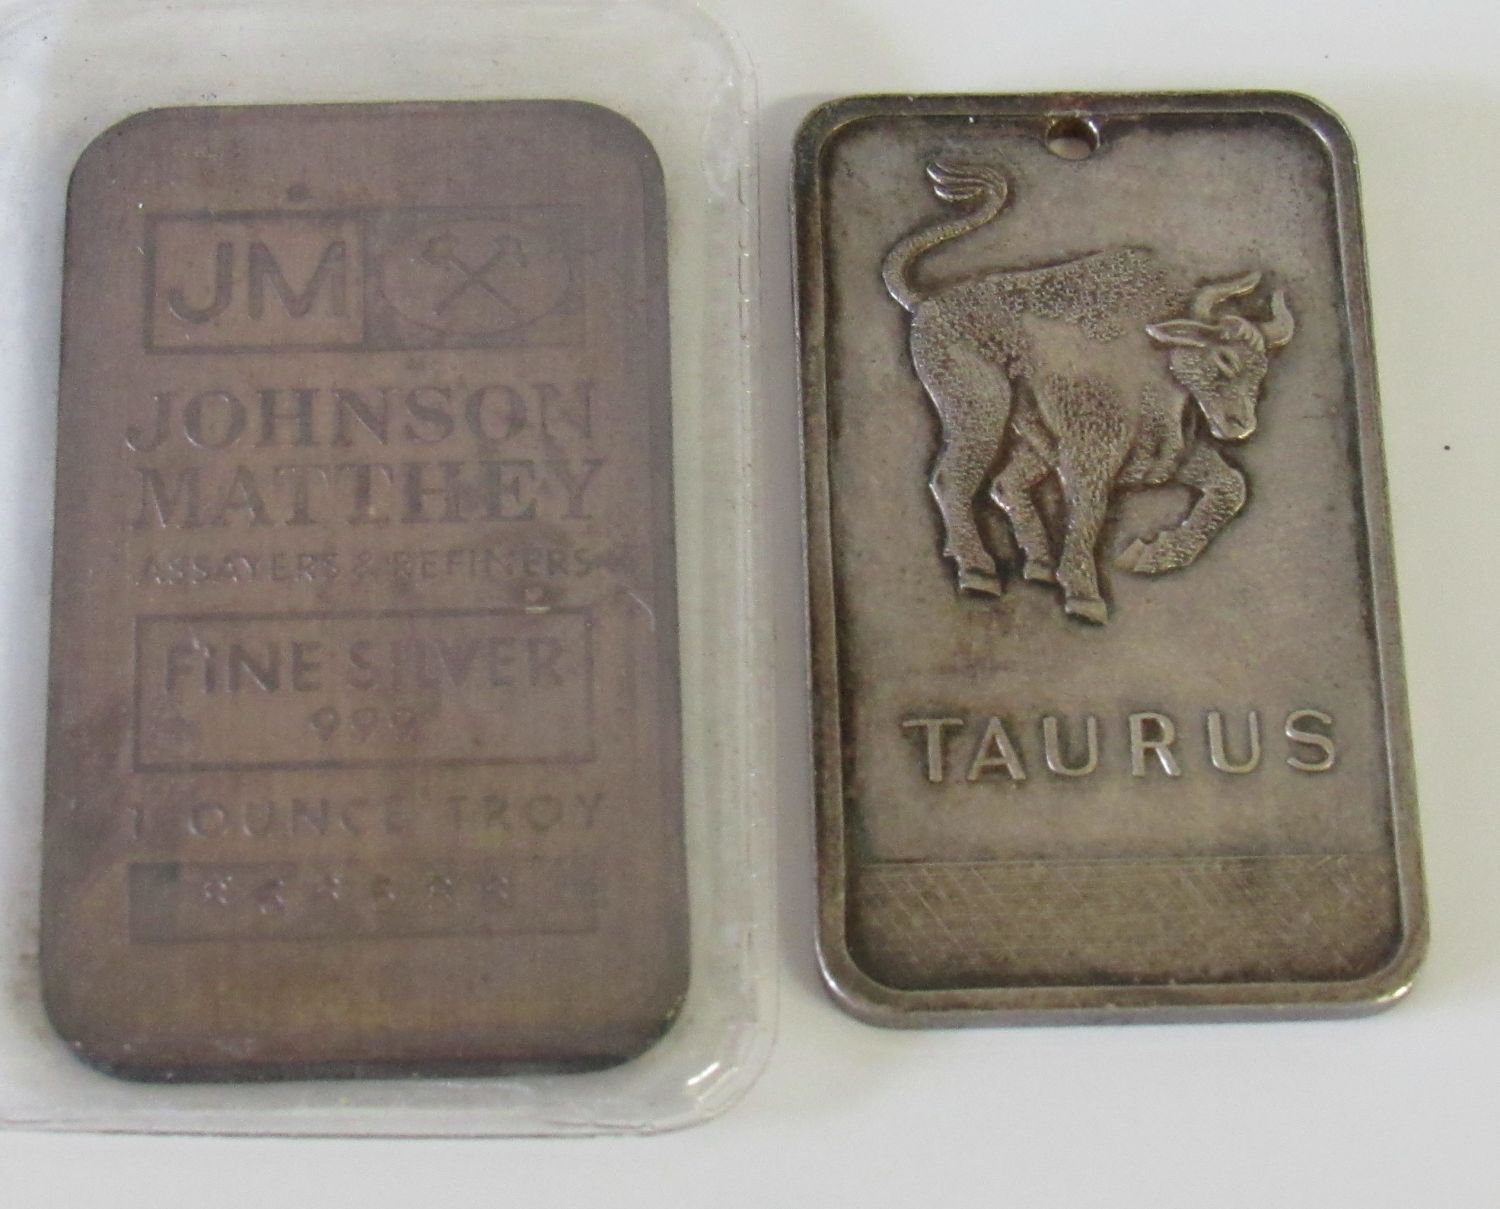 JM
JOHNSON
MATTHEY
ASSAYERS & REFINERS
FINE SILVER
999
1 OUNCE TROY
TAURUS